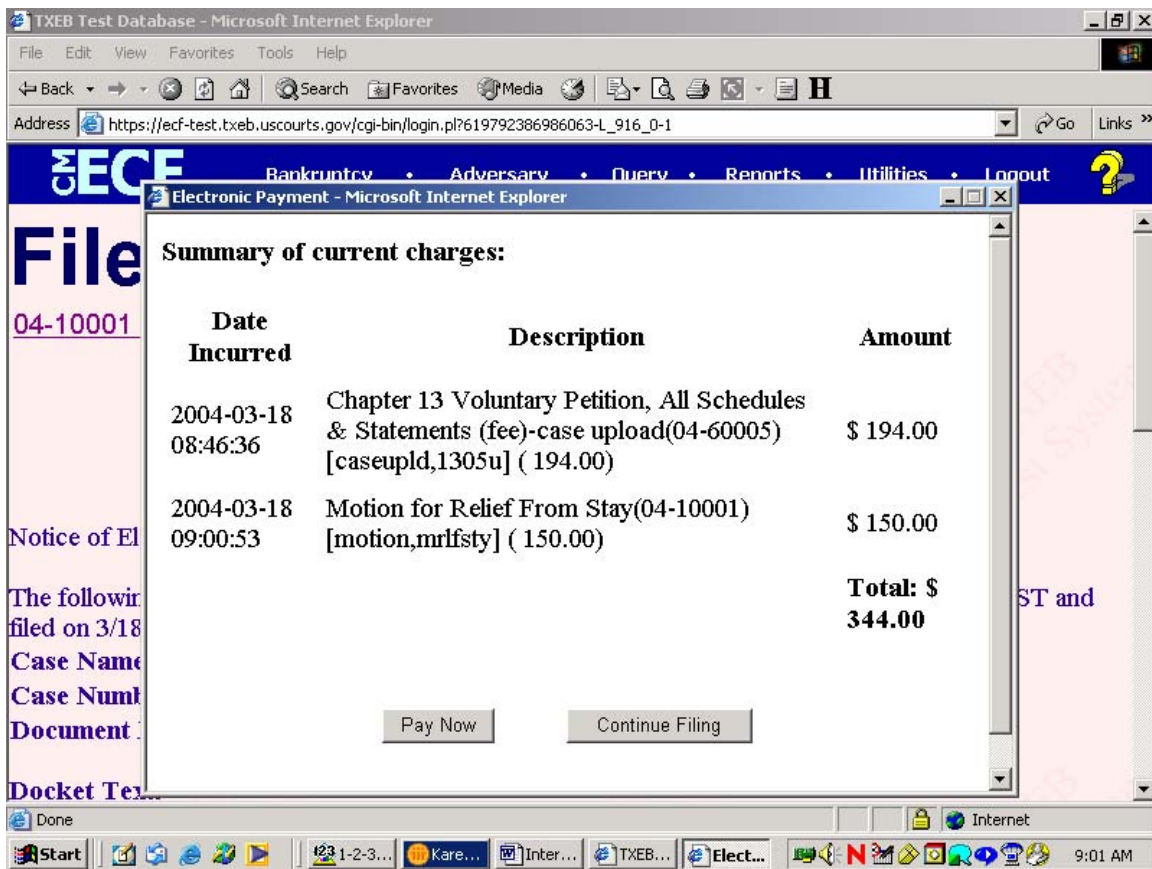 TXEB Test Database - Microsoft Internet Explorer
File Edit View Favorites Tools Help
Back Search Favorites Media H
Address https://ecf-test.txeb.uscourts.gov/cgi-bin/login.pl?619792386986063-L_916_0-1 Go Links »
CM ECF Bankruptcy • Adversary • Query • Reports • Utilities • Logout ?
Electronic Payment - Microsoft Internet Explorer
File
04-10001
Summary of current charges:
Date Incurred Description Amount
2004-03-18
08:46:36
Chapter 13 Voluntary Petition, All Schedules
& Statements (fee)-case upload(04-60005)
[caseupld,1305u] ( 194.00)
$ 194.00
2004-03-18
09:00:53
Motion for Relief From Stay(04-10001)
[motion,mrlfsty] ( 150.00)
$ 150.00
Total: $
344.00
Pay Now Continue Filing
Notice of El
The followin ST and
filed on 3/18
Case Name
Case Numb
Document
Docket Text
Done Internet
Start 1-2-3... Kare... Inter... TXEB... Elect... N 9:01 AM